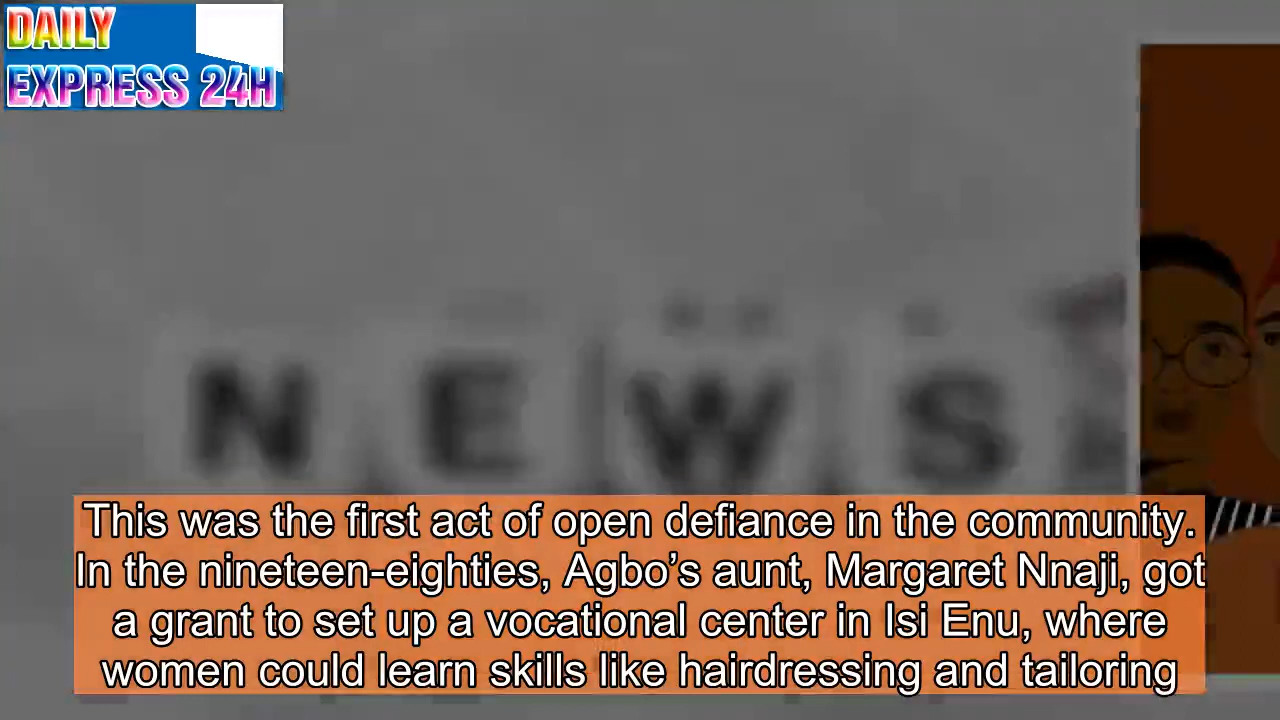 DAILY
EXPRESS 24H
NEWS
This was the first act of open defiance in the community.
In the nineteen-eighties, Agbo’s aunt, Margaret Nnaji, got
a grant to set up a vocational center in Isi Enu, where
women could learn skills like hairdressing and tailoring